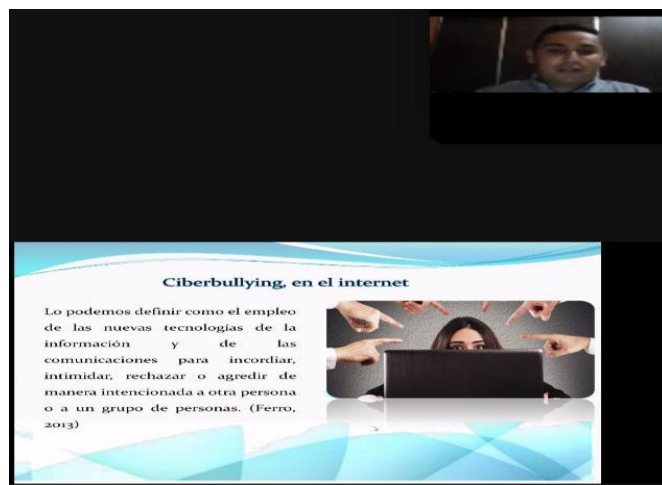 Ciberbullying, en el internet
Lo podemos definir como el empleo
de las nuevas tecnologías de la
información y de las
comunicaciones para incordiar,
intimidar, rechazar o agredir de
manera intencionada a otra persona
o a un grupo de personas. (Ferro,
2013)